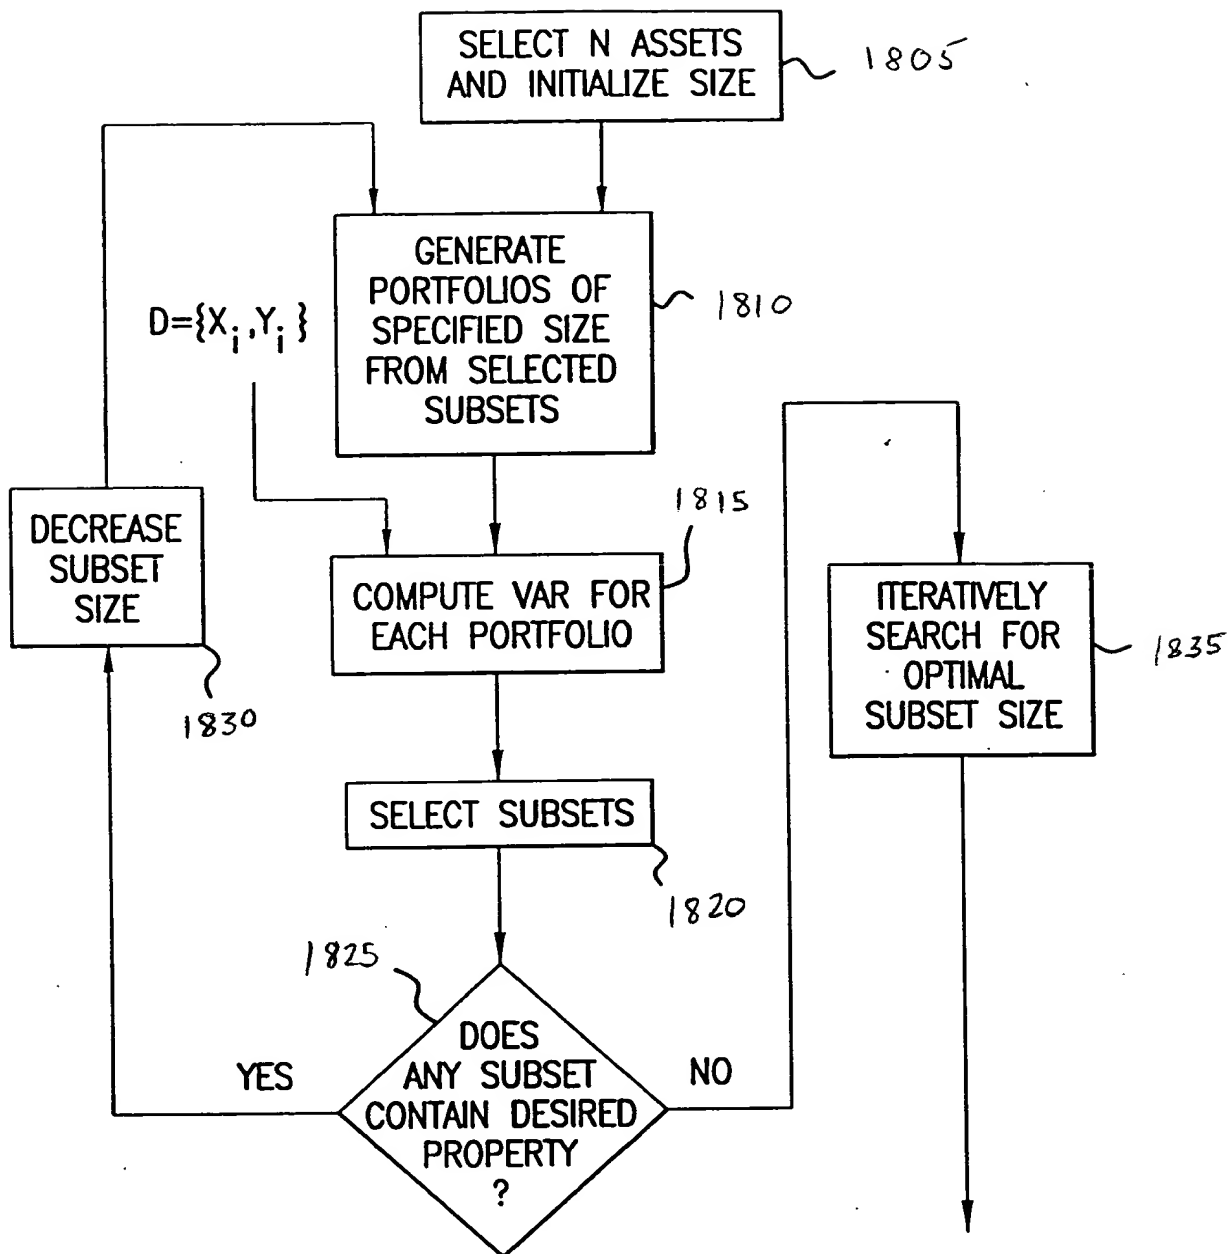 SELECT N ASSETS
AND INITIALIZE SIZE
1805
GENERATE
PORTFOLIOS OF
SPECIFIED SIZE
FROM SELECTED
SUBSETS
1810
D={X_i,Y_i}
DECREASE
SUBSET
SIZE
1830
1815
COMPUTE VAR FOR
EACH PORTFOLIO
ITERATIVELY
SEARCH FOR
OPTIMAL
SUBSET SIZE
1835
SELECT SUBSETS
1820
1825
DOES
ANY SUBSET
CONTAIN DESIRED
PROPERTY
?
YES
NO